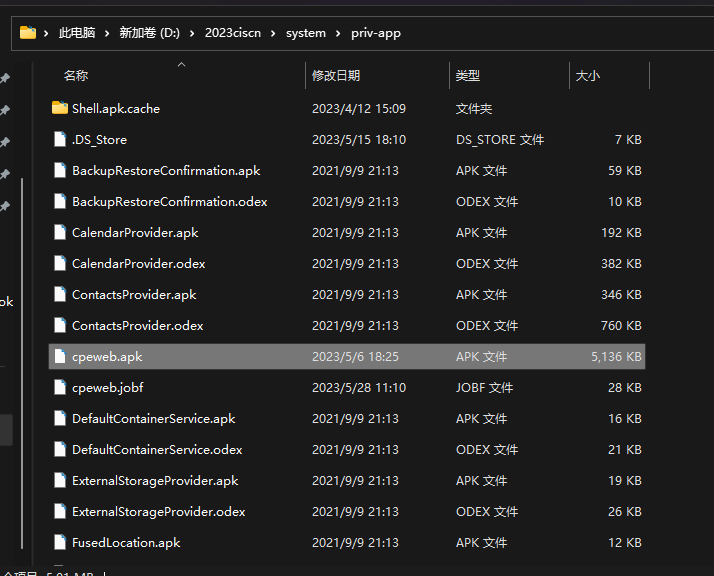 此电脑 › 新加卷 (D:) › 2023ciscn › system › priv-app
名称 修改日期 类型 大小
Shell.apk.cache 2023/4/12 15:09 文件夹
.DS_Store 2023/5/15 18:10 DS_STORE 文件 7 KB
BackupRestoreConfirmation.apk 2021/9/9 21:13 APK 文件 59 KB
BackupRestoreConfirmation.odex 2021/9/9 21:13 ODEX 文件 10 KB
CalendarProvider.apk 2021/9/9 21:13 APK 文件 192 KB
CalendarProvider.odex 2021/9/9 21:13 ODEX 文件 382 KB
ContactsProvider.apk 2021/9/9 21:13 APK 文件 346 KB
ContactsProvider.odex 2021/9/9 21:13 ODEX 文件 760 KB
cpeweb.apk 2023/5/6 18:25 APK 文件 5,136 KB
cpeweb.jobf 2023/5/28 11:10 JOBF 文件 28 KB
DefaultContainerService.apk 2021/9/9 21:13 APK 文件 16 KB
DefaultContainerService.odex 2021/9/9 21:13 ODEX 文件 21 KB
ExternalStorageProvider.apk 2021/9/9 21:13 APK 文件 19 KB
ExternalStorageProvider.odex 2021/9/9 21:13 ODEX 文件 26 KB
FusedLocation.apk 2021/9/9 21:13 APK 文件 12 KB